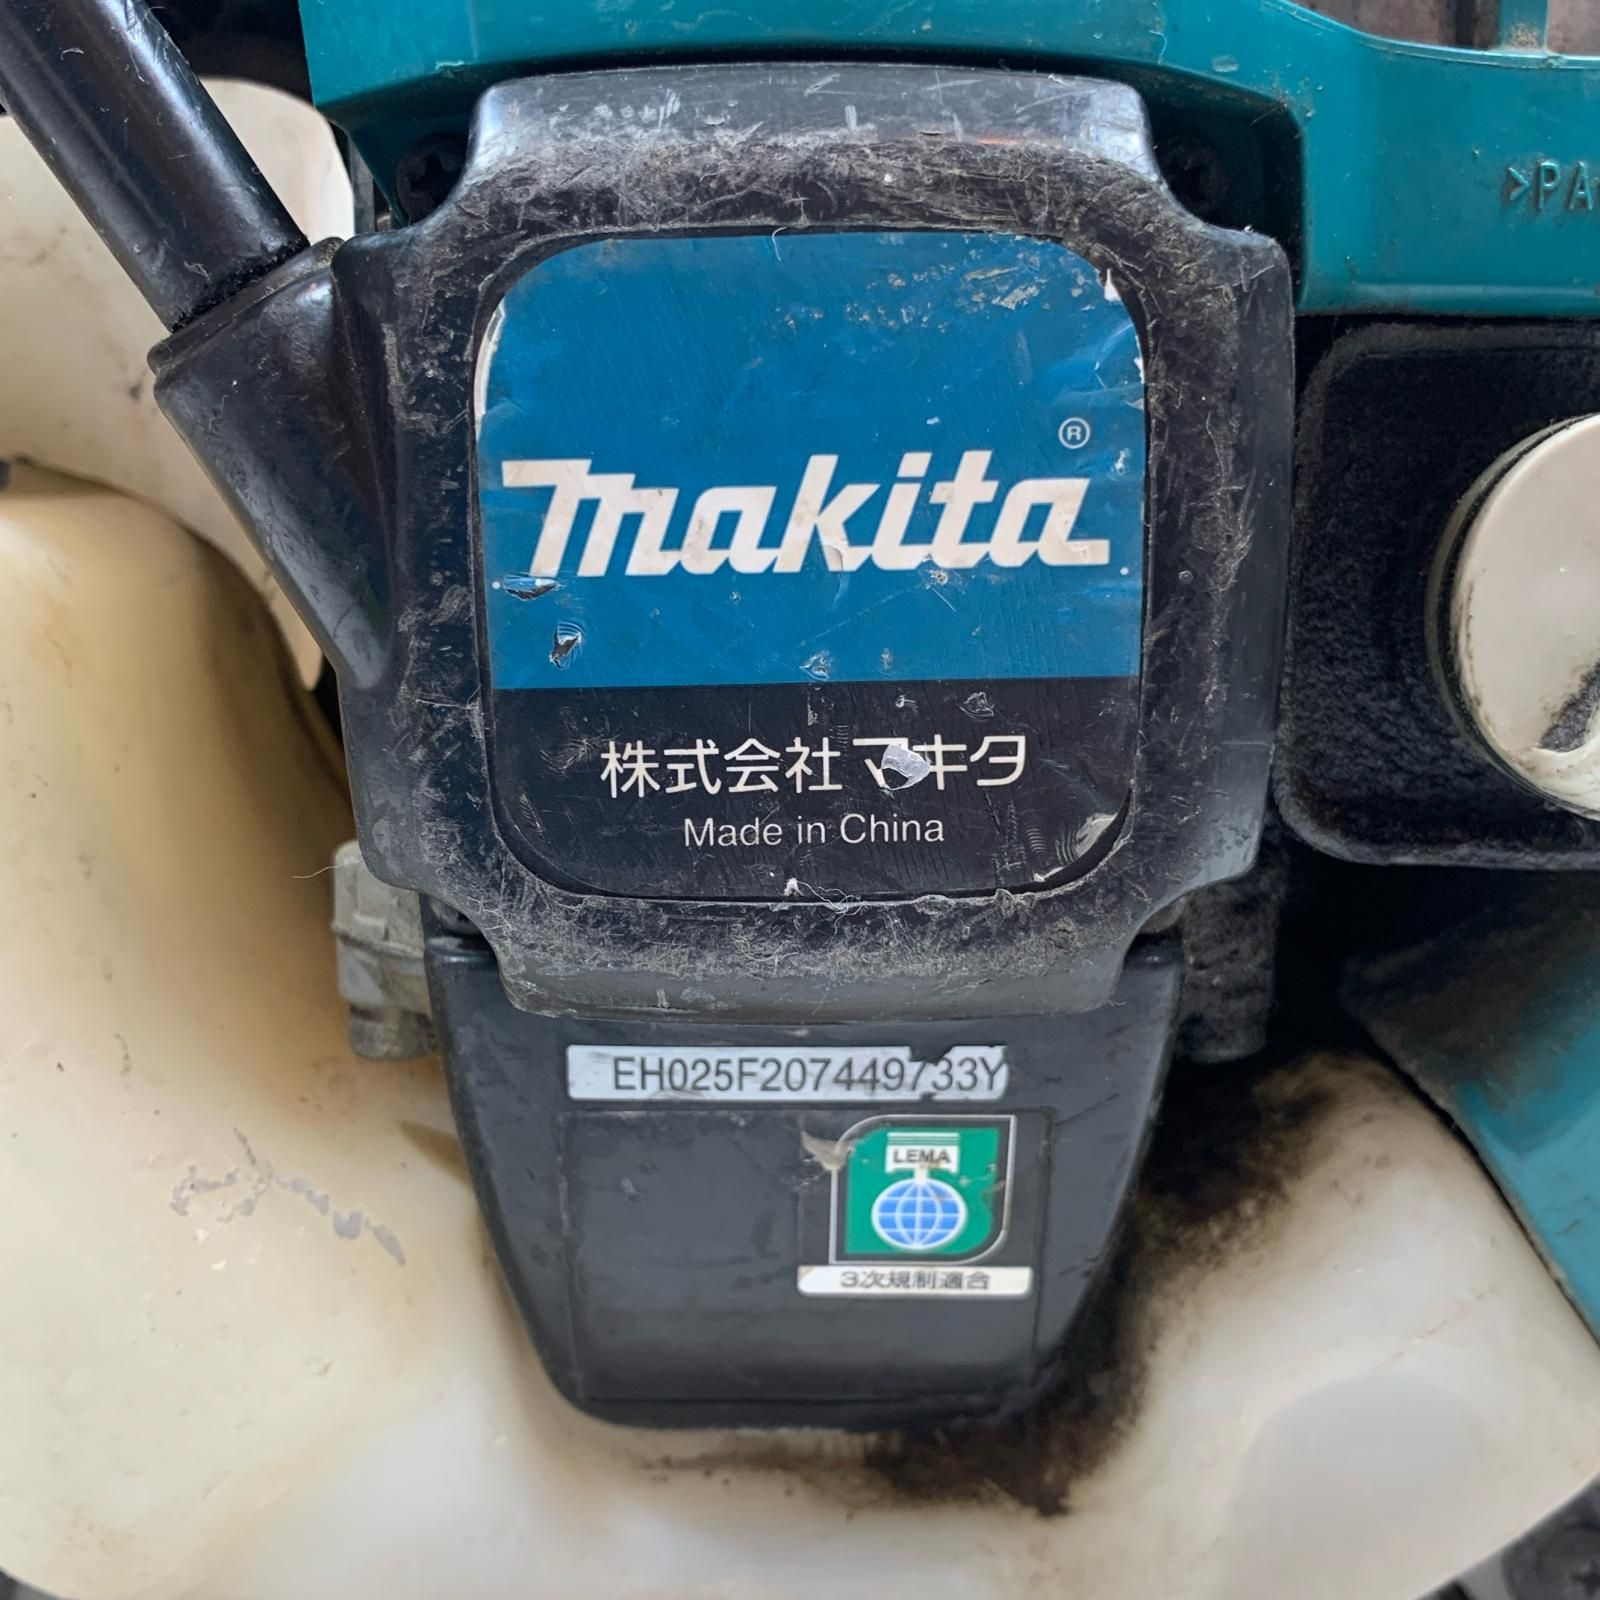 >PA
makita®
株式会社マキタ
Made in China
EH025F207449733Y
LEMA
3次規制適合